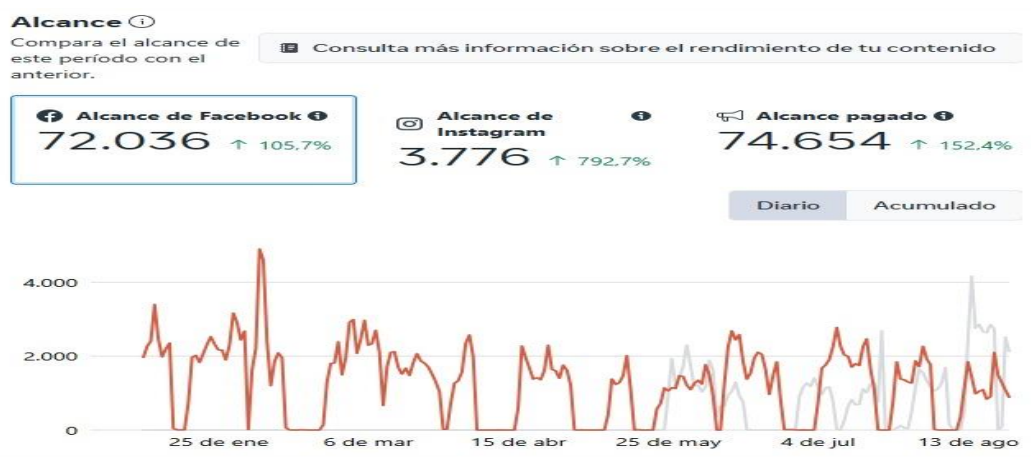 Alcance
Compara el alcance de
este período con el
anterior.
Consulta más información sobre el rendimiento de tu contenido
Alcance de Facebook
72.036 ↑ 105,7%
Alcance de
Instagram
3.776 ↑ 792,7%
Alcance pagado
74.654 ↑ 152,4%
Diario
Acumulado
4.000
2.000
0
25 de ene 6 de mar 15 de abr 25 de may 4 de jul 13 de ago